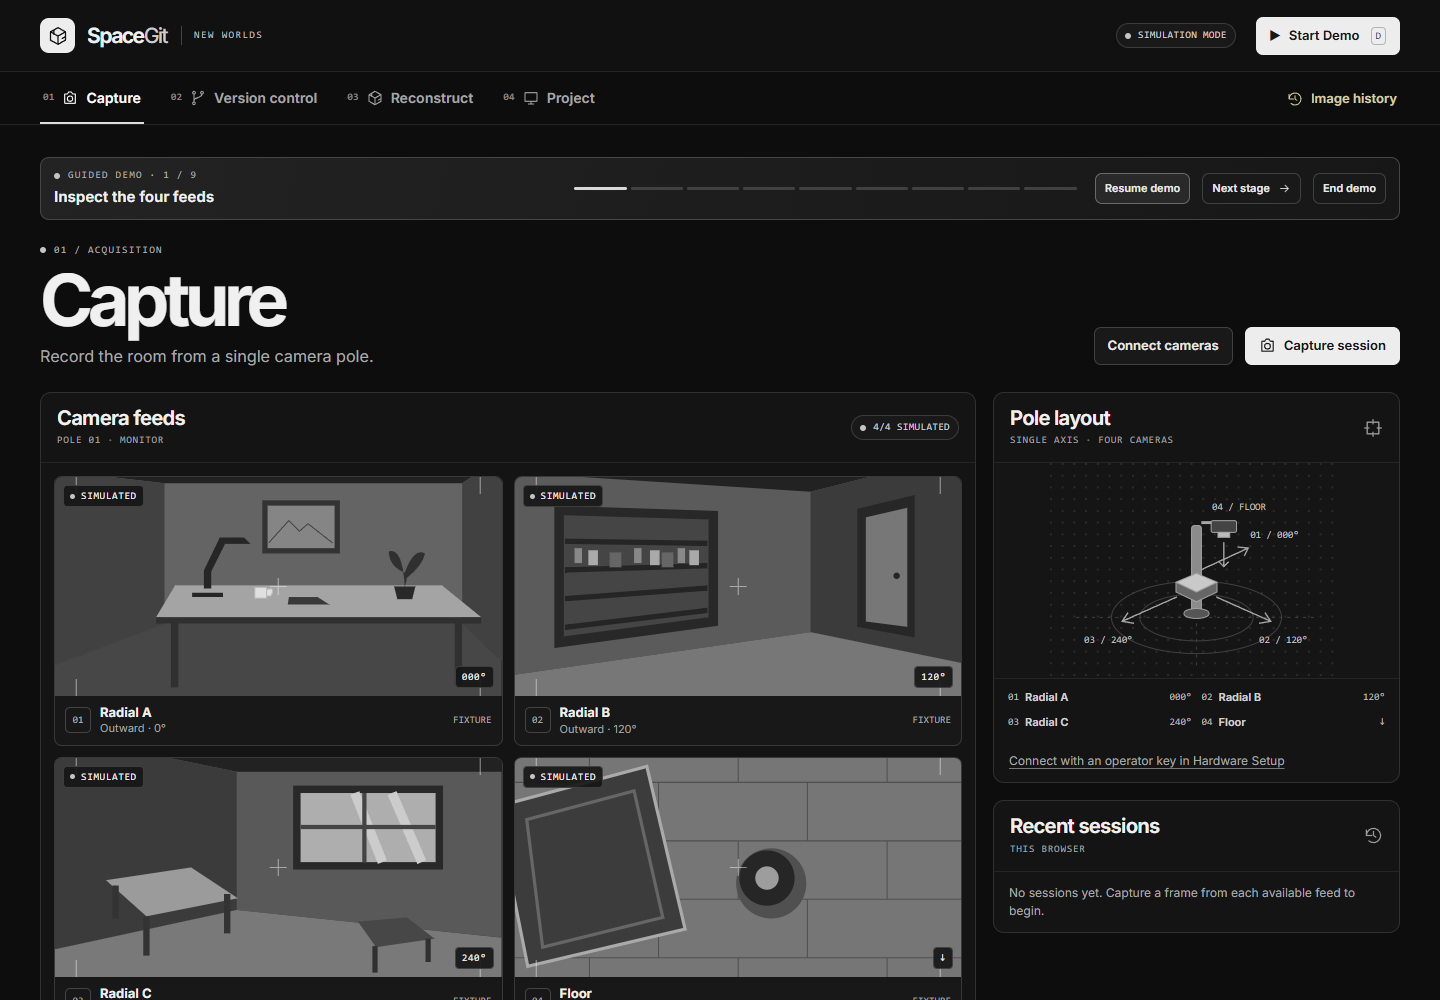 SpaceGit NEW WORLDS
SIMULATION MODE
Start Demo D
01 Capture
02 Version control
03 Reconstruct
04 Project
Image history
GUIDED DEMO · 1 / 9
Inspect the four feeds
Resume demo
Next stage →
End demo
01 / ACQUISITION
Capture
Record the room from a single camera pole.
Connect cameras
Capture session
Camera feeds
POLE 01 · MONITOR
4/4 SIMULATED
SIMULATED
000°
01 Radial A
Outward · 0°
FIXTURE
SIMULATED
120°
02 Radial B
Outward · 120°
FIXTURE
SIMULATED
240°
03 Radial C
FIXTURE
SIMULATED
↓
04 Floor
FIXTURE
Pole layout
SINGLE AXIS · FOUR CAMERAS
04 / FLOOR
01 / 000°
03 / 240°
02 / 120°
01 Radial A 000° 02 Radial B 120°
03 Radial C 240° 04 Floor ↓
Connect with an operator key in Hardware Setup
Recent sessions
THIS BROWSER
No sessions yet. Capture a frame from each available feed to
begin.